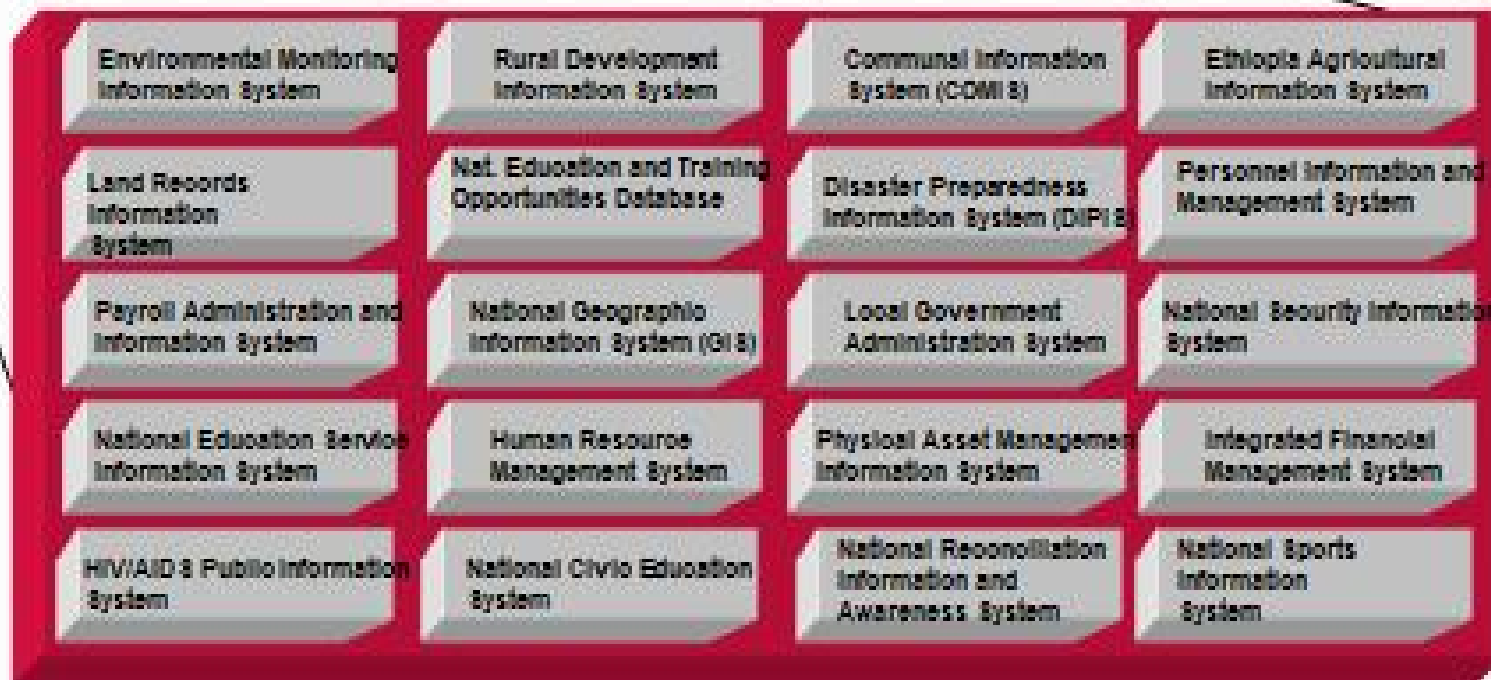 Environmental Monitoring
Information System
Rural Development
Information System
Communal Information
System (COMIS)
Ethiopia Agricultural
Information System
Land Records
Information
System
Nat. Education and Training
Opportunities Database
Disaster Preparedness
Information System (DIPIS)
Personnel Information and
Management System
Payroll Administration and
Information System
National Geographic
Information System (GIS)
Local Government
Administration System
National Security Information
System
National Education Service
Information System
Human Resource
Management System
Physical Asset Managemen
Information System
Integrated Financial
Management System
HIV/AIDS Public Information
System
National Civic Education
System
National Reconciliation
Information and
Awareness System
National Sports
Information
System